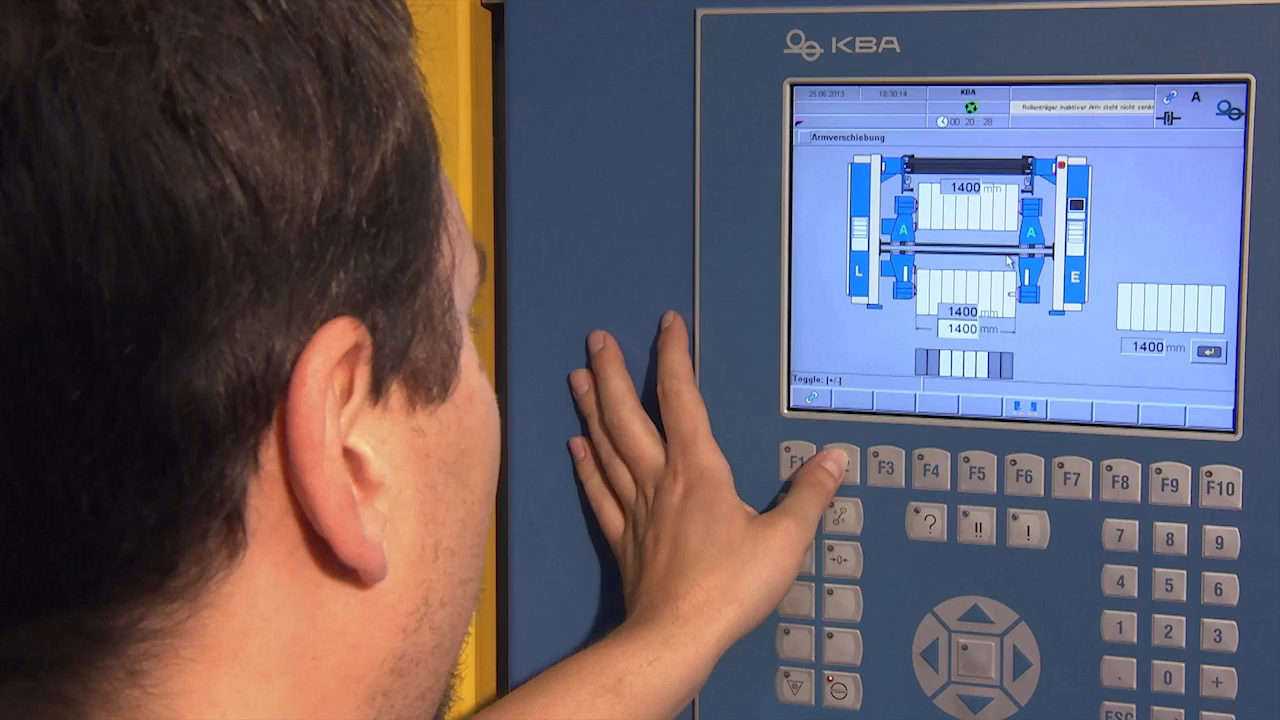 KBA
25.06.2013 18:30:14 KBA
Rollenträger.Inaktiver Arm steht nicht senk
A
00 20 28
Armverschiebung
1400 mm
A A
L I I E
1400 mm
1400 mm
1400 mm
Toggle: [+/-]
F1 F3 F4 F5 F6 F7 F8 F9 F10
? !! !
7 8 9
→0←
4 5 6
1 2 3
. 0 +
ESC